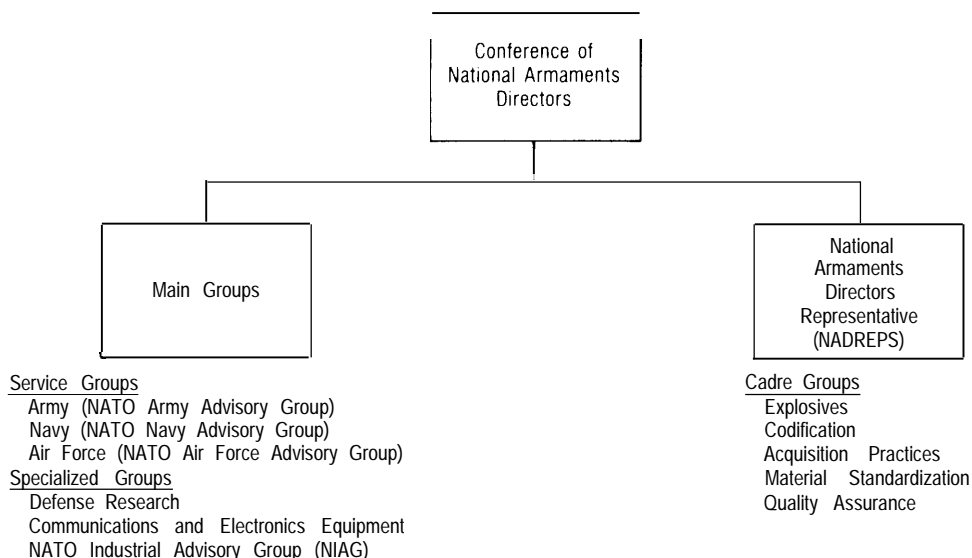 Conference of
National Armaments
Directors
Main Groups
National
Armaments
Directors
Representative
(NADREPS)
Service Groups
Army (NATO Army Advisory Group)
Navy (NATO Navy Advisory Group)
Air Force (NATO Air Force Advisory Group)
Specialized Groups
Defense Research
Communications and Electronics Equipment
NATO Industrial Advisory Group (NIAG)
Cadre Groups
Explosives
Codification
Acquisition Practices
Material Standardization
Quality Assurance